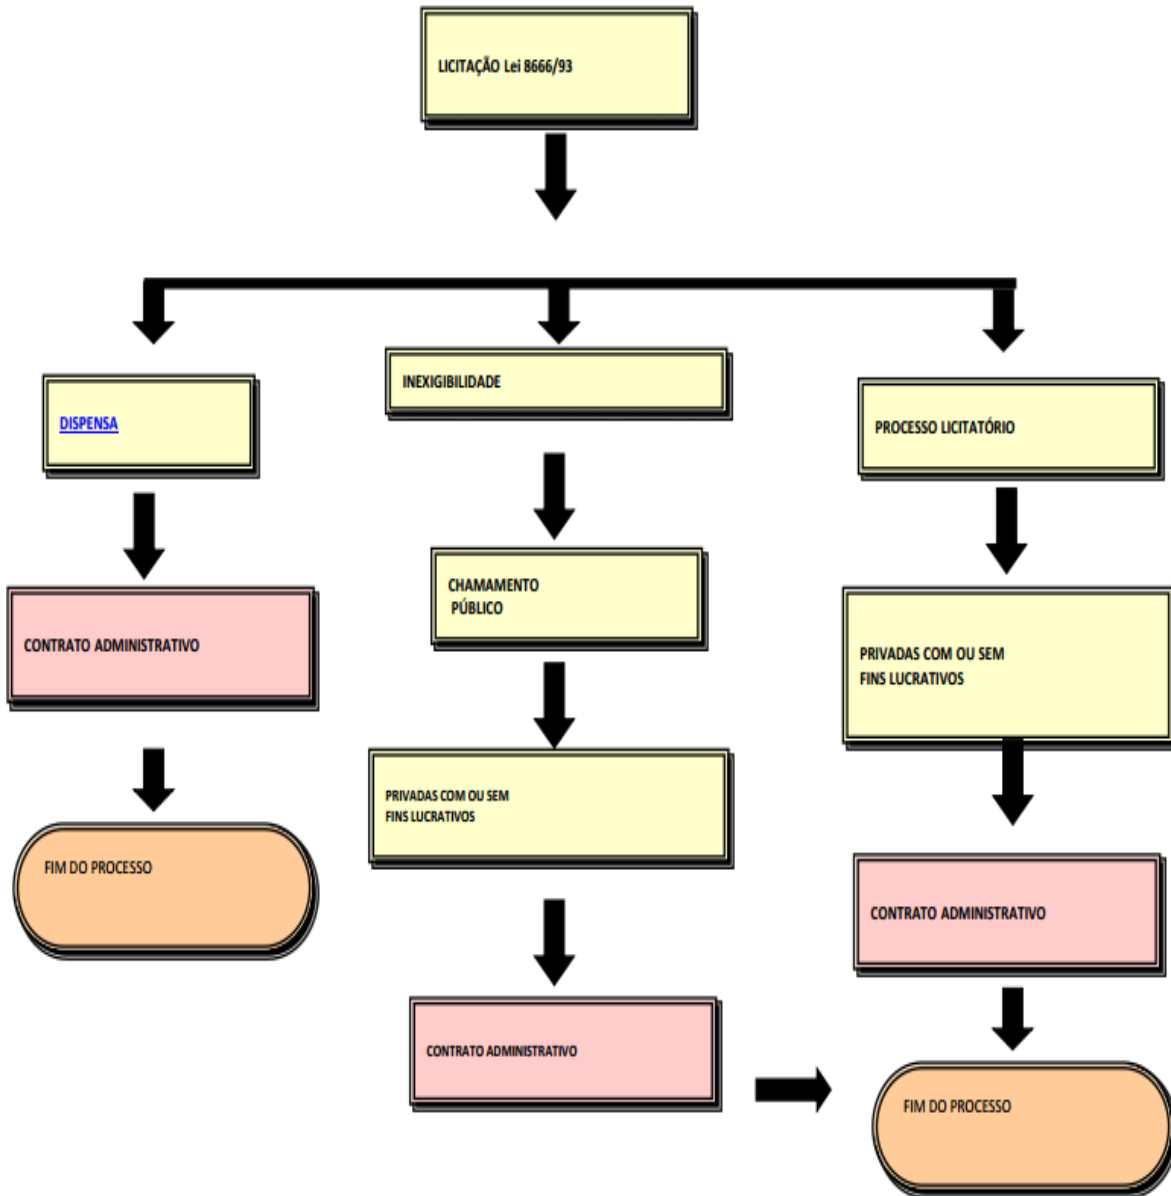 LICITAÇÃO Lei 8666/93
DISPENSA
INEXIGIBILIDADE
PROCESSO LICITATÓRIO
CONTRATO ADMINISTRATIVO
CHAMAMENTO
PÚBLICO
PRIVADAS COM OU SEM
FINS LUCRATIVOS
FIM DO PROCESSO
PRIVADAS COM OU SEM
FINS LUCRATIVOS
CONTRATO ADMINISTRATIVO
CONTRATO ADMINISTRATIVO
FIM DO PROCESSO